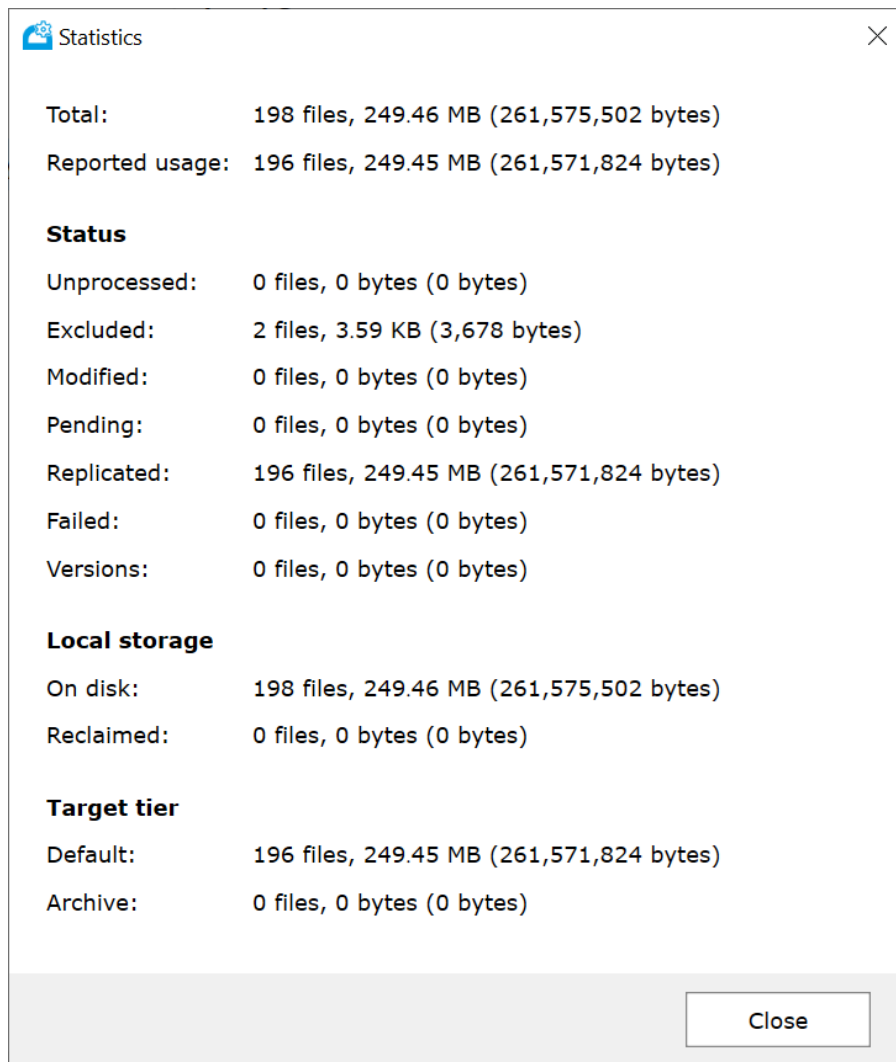 Statistics
Total: 198 files, 249.46 MB (261,575,502 bytes)
Reported usage: 196 files, 249.45 MB (261,571,824 bytes)
Status
Unprocessed: 0 files, 0 bytes (0 bytes)
Excluded: 2 files, 3.59 KB (3,678 bytes)
Modified: 0 files, 0 bytes (0 bytes)
Pending: 0 files, 0 bytes (0 bytes)
Replicated: 196 files, 249.45 MB (261,571,824 bytes)
Failed: 0 files, 0 bytes (0 bytes)
Versions: 0 files, 0 bytes (0 bytes)
Local storage
On disk: 198 files, 249.46 MB (261,575,502 bytes)
Reclaimed: 0 files, 0 bytes (0 bytes)
Target tier
Default: 196 files, 249.45 MB (261,571,824 bytes)
Archive: 0 files, 0 bytes (0 bytes)
Close